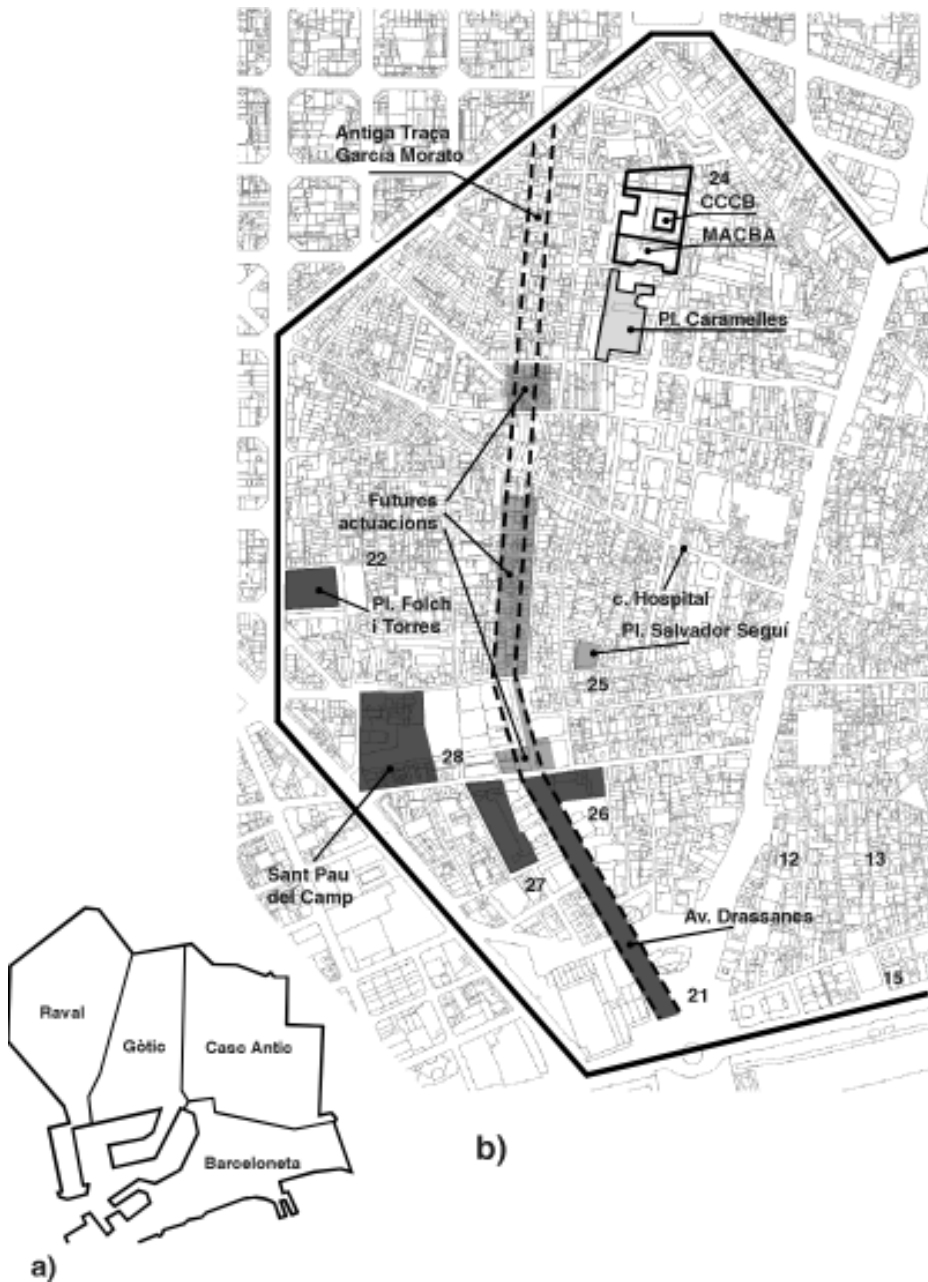 Antiga Traça
García Morato
24
CCCB
MACBA
Pl. Caramelles
Futures
actuacions
22
Pl. Folch
i Torres
c. Hospital
Pl. Salvador Seguí
25
28
26
27
Sant Pau
del Camp
12
13
Av. Drassanes
15
21
Raval
Gòtic
Casc Antic
Barceloneta
b)
a)